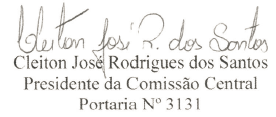 Cleiton José R. dos Santos
Cleiton José Rodrigues dos Santos
Presidente da Comissão Central
Portaria Nº 3131